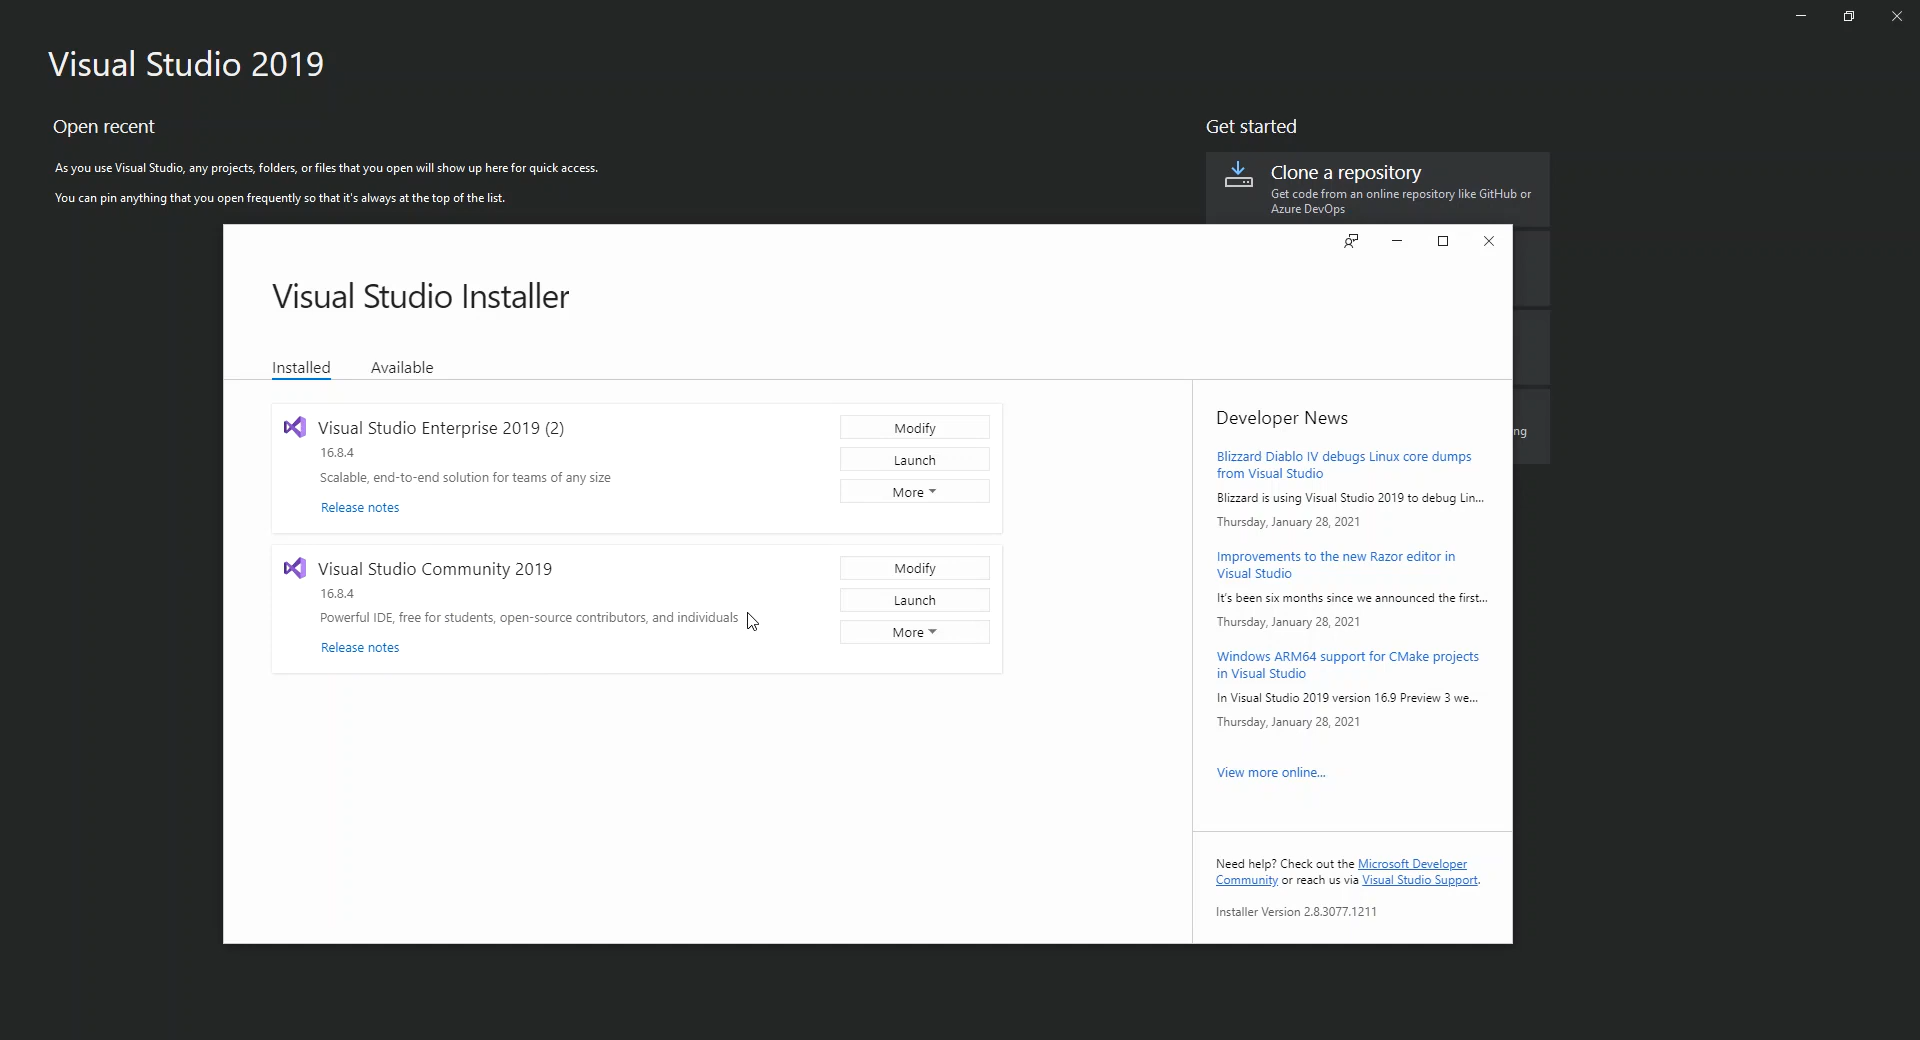 Visual Studio 2019
Open recent
As you use Visual Studio, any projects, folders, or files that you open will show up here for quick access.
You can pin anything that you open frequently so that it's always at the top of the list.
Get started
Clone a repository
Get code from an online repository like GitHub or
Azure DevOps
ng
Visual Studio Installer
Installed
Available
Visual Studio Enterprise 2019 (2)
16.8.4
Scalable, end-to-end solution for teams of any size
Release notes
Modify
Launch
More
Visual Studio Community 2019
16.8.4
Powerful IDE, free for students, open-source contributors, and individuals
Release notes
Modify
Launch
More
Developer News
Blizzard Diablo IV debugs Linux core dumps
from Visual Studio
Blizzard is using Visual Studio 2019 to debug Lin...
Thursday, January 28, 2021
Improvements to the new Razor editor in
Visual Studio
It's been six months since we announced the first...
Thursday, January 28, 2021
Windows ARM64 support for CMake projects
in Visual Studio
In Visual Studio 2019 version 16.9 Preview 3 we...
Thursday, January 28, 2021
View more online...
Need help? Check out the Microsoft Developer
Community or reach us via Visual Studio Support.
Installer Version 2.8.3077.1211